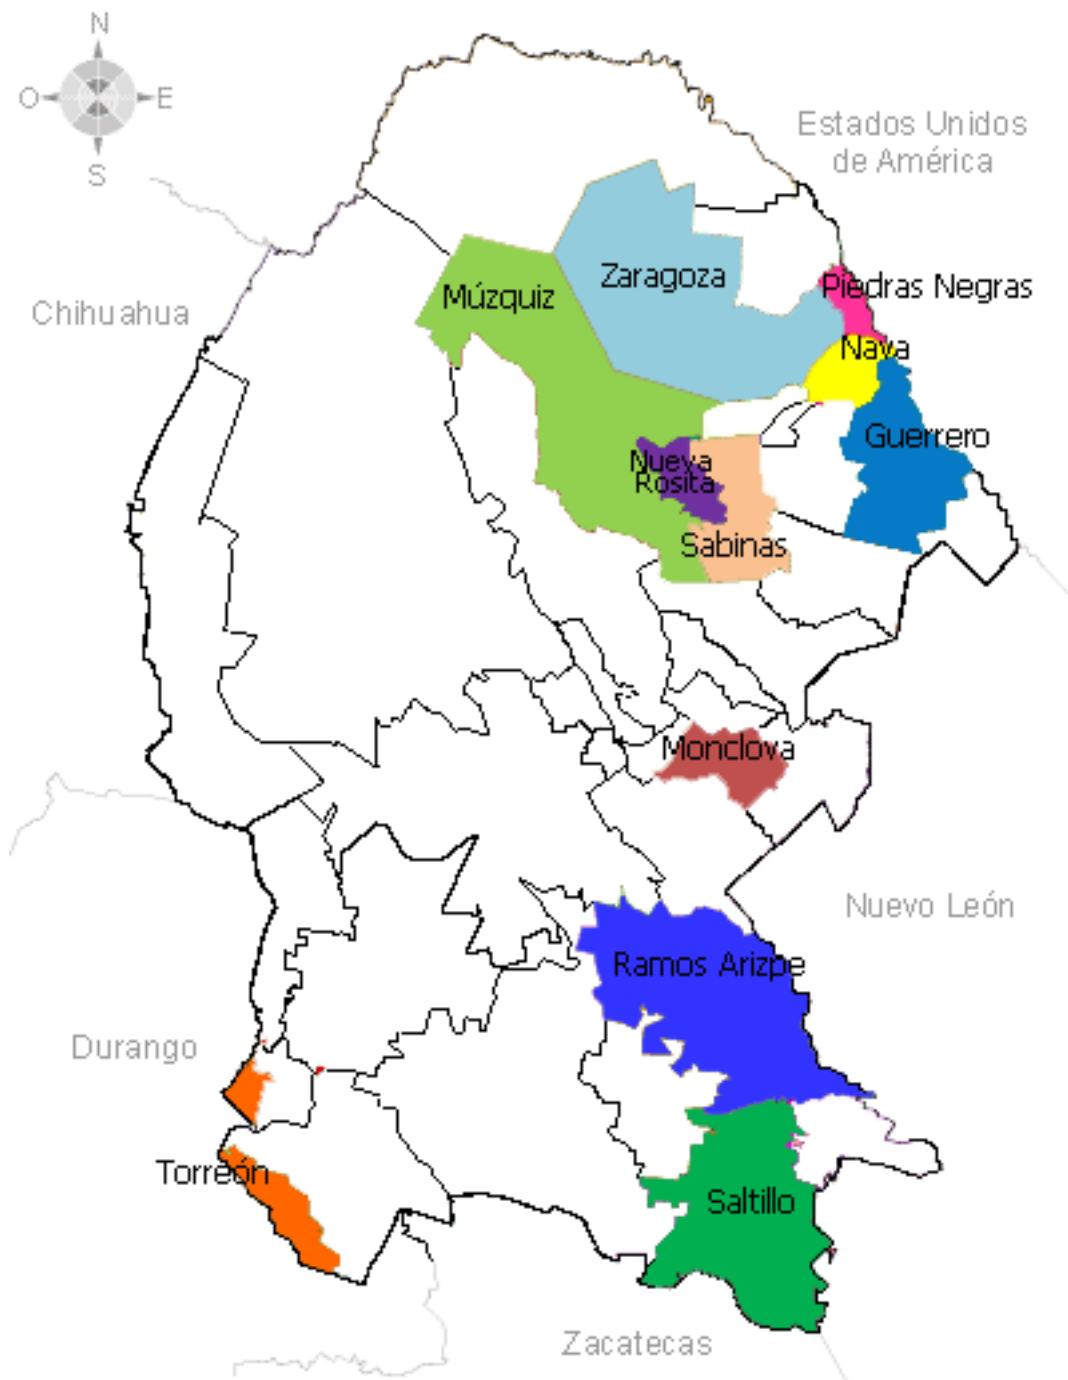 N
O
E
S
Estados Unidos
de América
Chihuahua
Múzquiz
Zaragoza
Piedras Negras
Nava
Guerrero
Nueva
Rosita
Sabinas
Monclova
Nuevo León
Ramos Arizpe
Durango
Torreón
Saltillo
Zacatecas